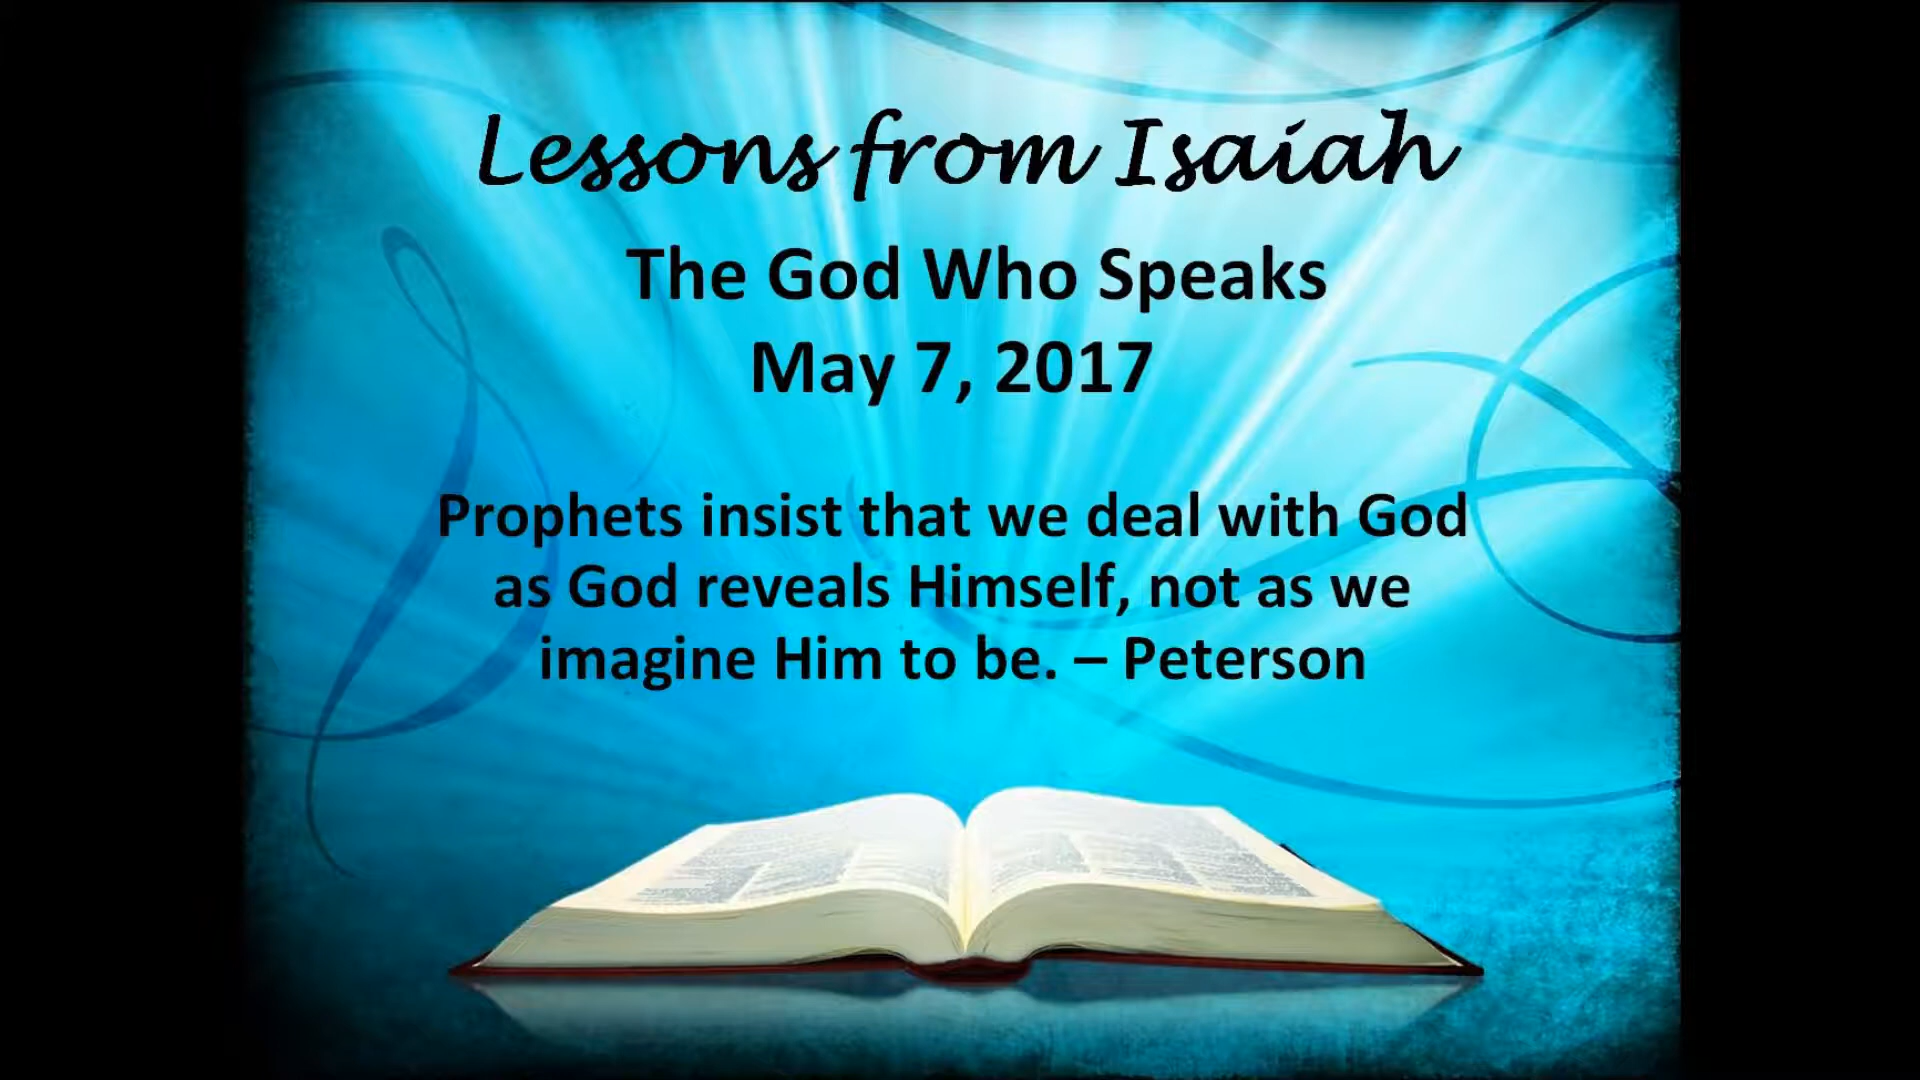 Lessons from Isaiah
The God Who Speaks
May 7, 2017
Prophets insist that we deal with God
as God reveals Himself, not as we
imagine Him to be. – Peterson